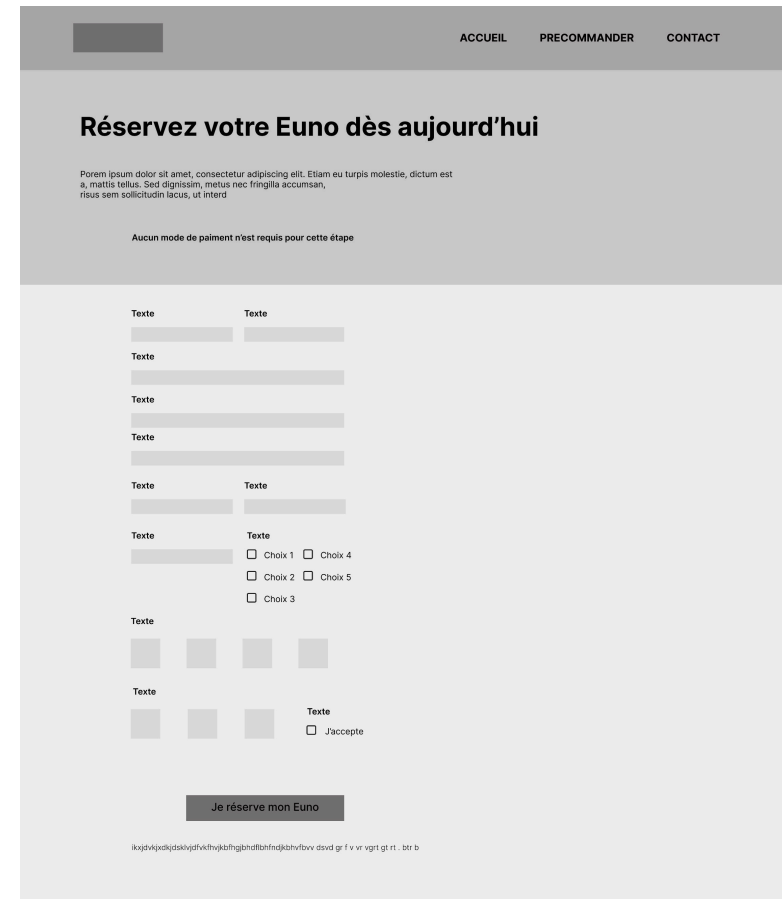 ACCUEIL PRECOMMANDER CONTACT
Réservez votre Euno dès aujourd'hui
Porem ipsum dolor sit amet, consectetur adipiscing elit. Etiam eu turpis molestie, dictum est
a, mattis tellus. Sed dignissim, metus nec fringilla accumsan,
risus sem sollicitudin lacus, ut interd
Aucun mode de paiment n'est requis pour cette étape
Texte Texte
Texte
Texte
Texte
Texte Texte
Texte Texte
Choix 1 Choix 4
Choix 2 Choix 5
Choix 3
Texte
Texte
Texte
J'accepte
Je réserve mon Euno
dsvd gr f v vr vgrt gt rt . btr b